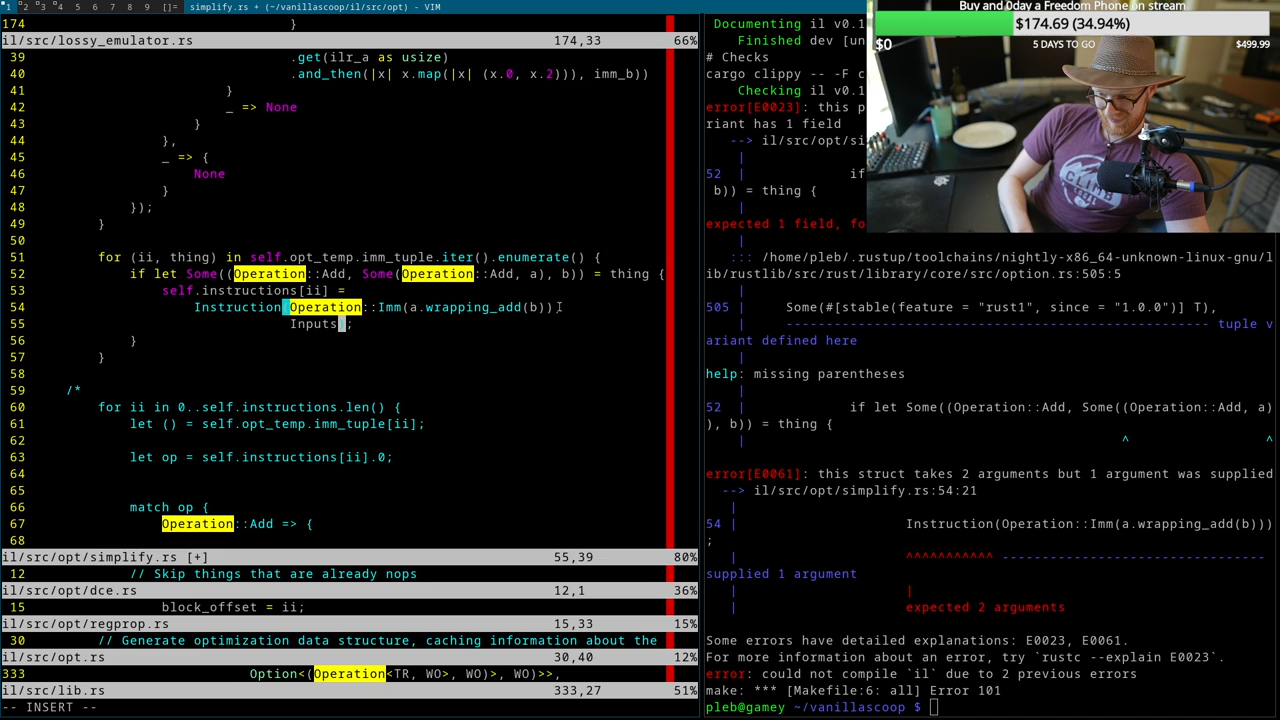 1 2 3 4 5 6 7 8 9 []= simplify.rs + (~/vanillascoop/il/src/opt) - VIM
174 }
il/src/lossy_emulator.rs 174,33 66%
39 .get(ilr_a as usize)
40 .and_then(|x| x.map(|x| (x.0, x.2))), imm_b))
41 }
42 _ => None
43 }
44 },
45 _ => {
46 None
47 }
48 });
49 }
50
51 for (ii, thing) in self.opt_temp.imm_tuple.iter().enumerate() {
52 if let Some((Operation::Add, Some(Operation::Add, a), b)) = thing {
53 self.instructions[ii] =
54 Instruction(Operation::Imm(a.wrapping_add(b)),
55 Inputs);
56 }
57 }
58
59 /*
60 for ii in 0..self.instructions.len() {
61 let () = self.opt_temp.imm_tuple[ii];
62
63 let op = self.instructions[ii].0;
64
65
66 match op {
67 Operation::Add => {
68
il/src/opt/simplify.rs [+] 55,39 80%
12 // Skip things that are already nops
il/src/opt/dce.rs 12,1 36%
15 block_offset = ii;
il/src/opt/regprop.rs 15,33 15%
30 // Generate optimization data structure, caching information about the
il/src/opt.rs 30,40 12%
333 Option<(Operation<TR, WO>, WO)>, WO)>>,
il/src/lib.rs 333,27 51%
-- INSERT --
Documenting il v0.1
Finished dev [un
# Checks
cargo clippy -- -F c
Checking il v0.1
error[E0023]: this p
riant has 1 field
--> il/src/opt/si
|
52 if
b)) = thing {
|
expected 1 field, fo
|
::: /home/pleb/.rustup/toolchains/nightly-x86_64-unknown-linux-gnu/l
ib/rustlib/src/rust/library/core/src/option.rs:505:5
|
505 | Some(#[stable(feature = "rust1", since = "1.0.0")] T),
| ------------------------------------------------------ tuple v
ariant defined here
|
help: missing parentheses
|
52 | if let Some((Operation::Add, Some((Operation::Add, a)
), b)) = thing {
| ^ ^
error[E0061]: this struct takes 2 arguments but 1 argument was supplied
--> il/src/opt/simplify.rs:54:21
|
54 | Instruction(Operation::Imm(a.wrapping_add(b)))
;
| ^^^^^^^^^^^ ---------------------------------
supplied 1 argument
| |
| expected 2 arguments
Some errors have detailed explanations: E0023, E0061.
For more information about an error, try `rustc --explain E0023`.
error: could not compile `il` due to 2 previous errors
make: *** [Makefile:6: all] Error 101
pleb@gamey ~/vanillascoop $
Buy and 0day a Freedom Phone on stream
$174.69 (34.94%)
$0 5 DAYS TO GO $499.99